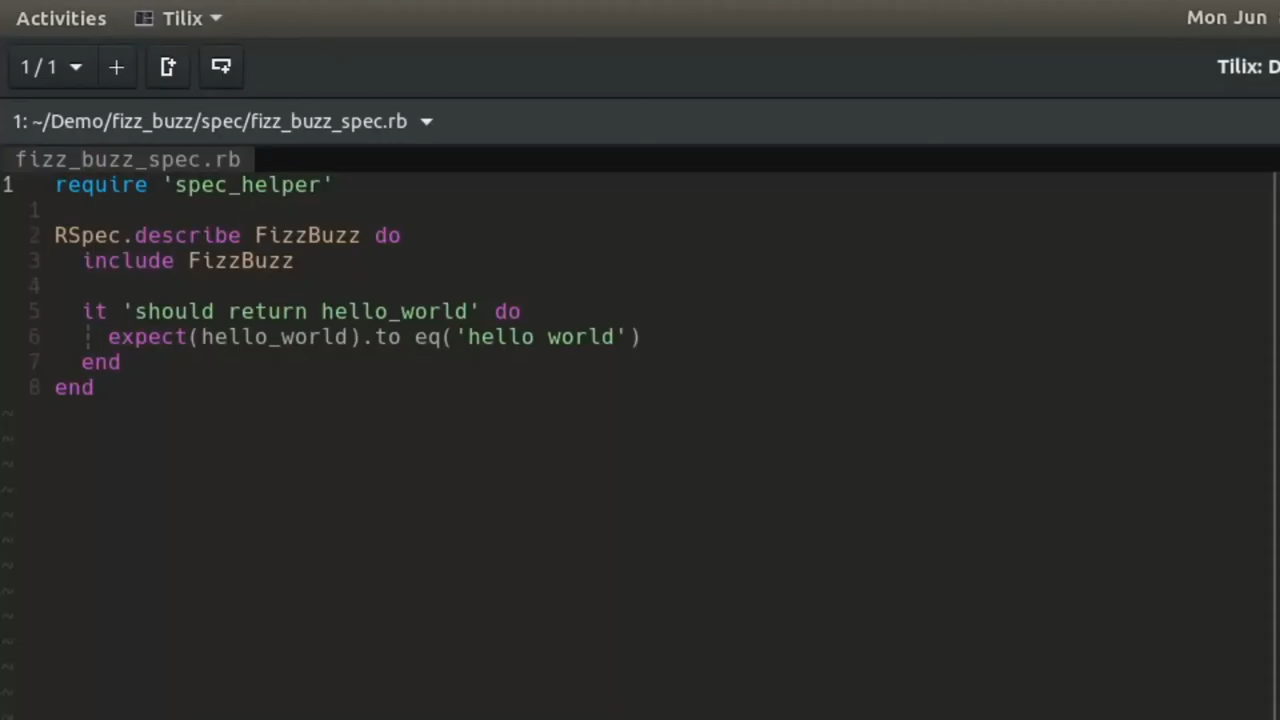 Activities Tilix Mon Jun
1 / 1 + Tilix: D
1: ~/Demo/fizz_buzz/spec/fizz_buzz_spec.rb
fizz_buzz_spec.rb
1 require 'spec_helper'
1
2 RSpec.describe FizzBuzz do
3 include FizzBuzz
4
5 it 'should return hello_world' do
6 ¦ expect(hello_world).to eq('hello world')
7 end
8 end
~
~
~
~
~
~
~
~
~
~
~
~